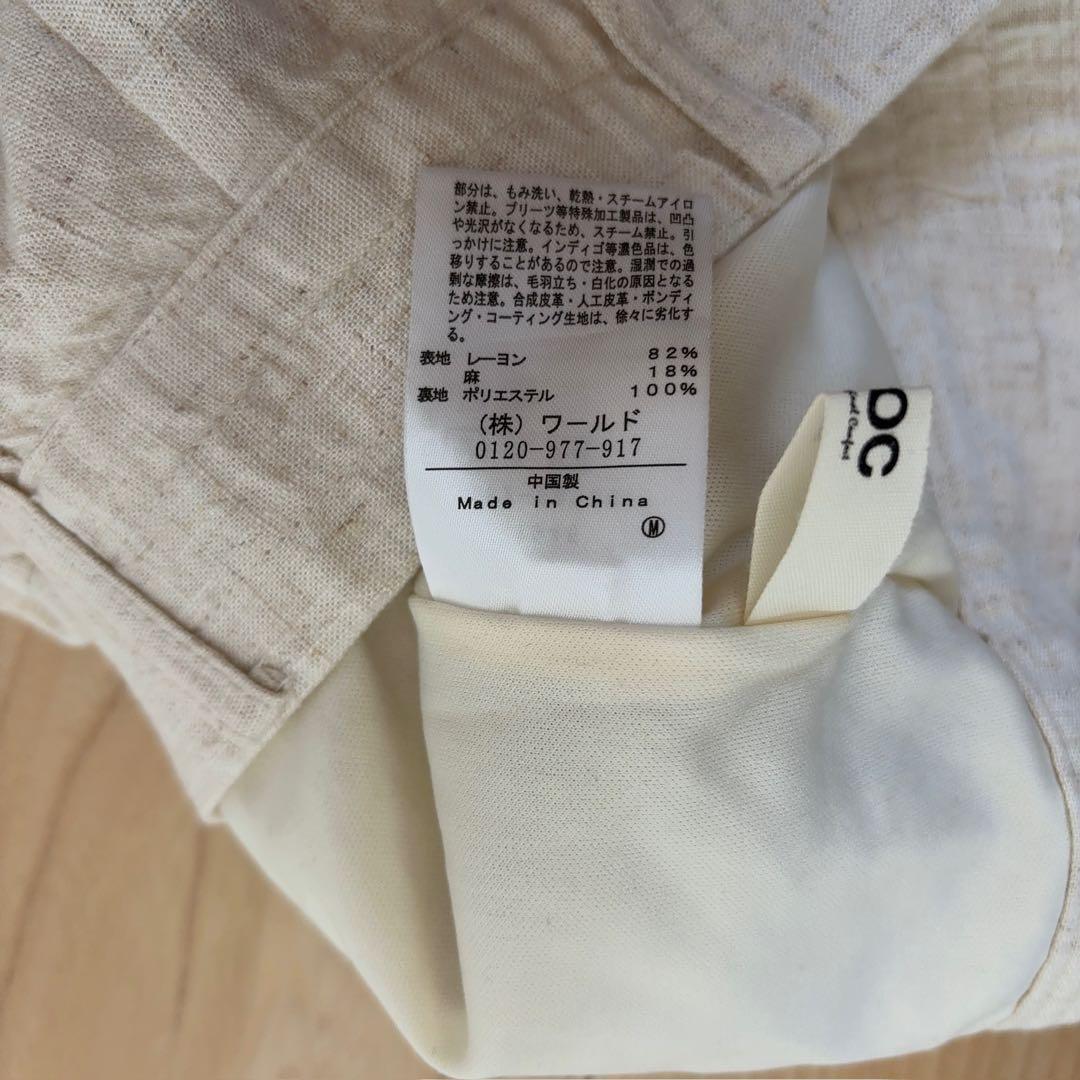 部分は、もみ洗い、乾熱・スチームアイロ
ン禁止。プリーツ等特殊加工製品は、凹凸
や光沢がなくなるため、スチーム禁止。引
っかけに注意。インディゴ等濃色品は、色
移りすることがあるので注意。湿潤での過
剰な摩擦は、毛羽立ち・白化の原因となる
ため注意。合成皮革・人工皮革・ボンディ
ング・コーティング生地は、徐々に劣化す
る。
表地 レーヨン 82%
麻 18%
裏地 ポリエステル 100%
(株)ワールド
0120-977-917
中国製
Made in China
M
DC
Comfort